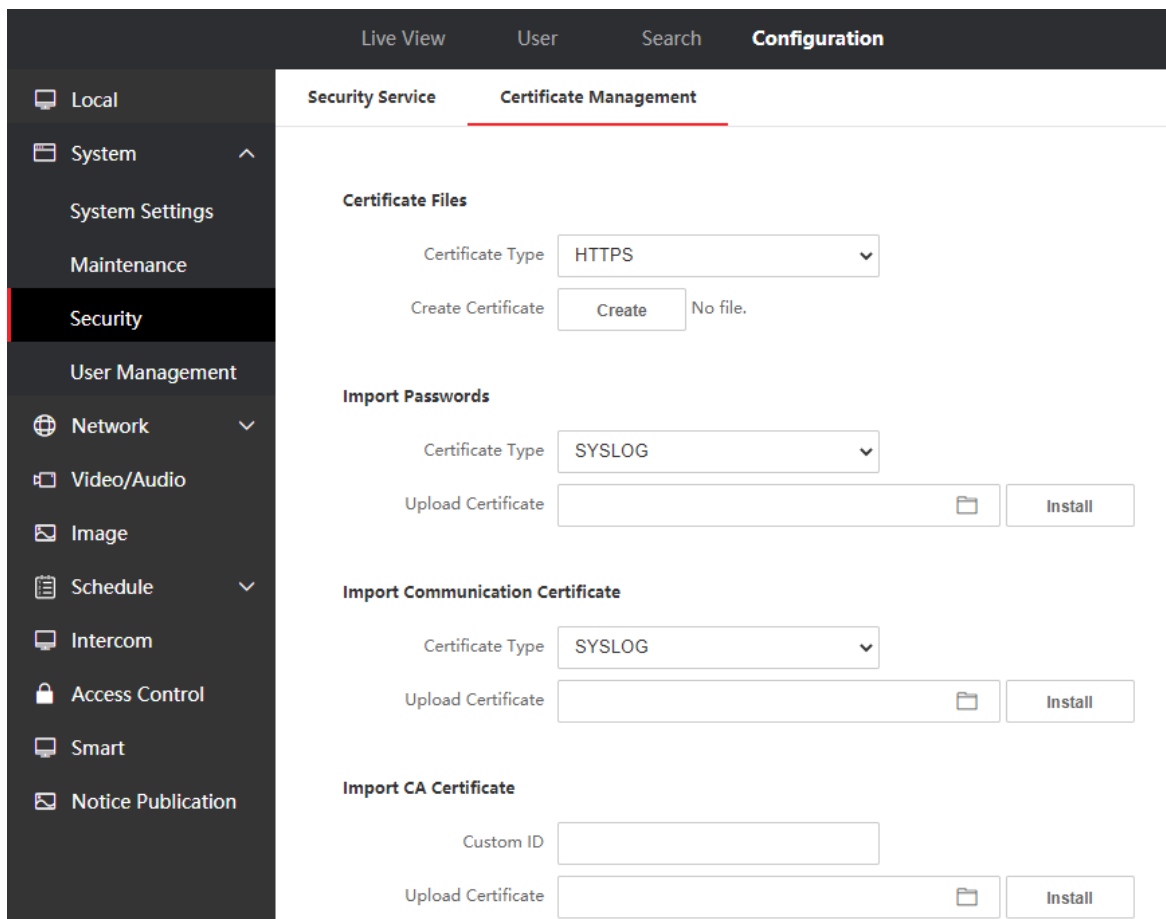 Live View User Search Configuration
Local
System
System Settings
Maintenance
Security
User Management
Network
Video/Audio
Image
Schedule
Intercom
Access Control
Smart
Notice Publication
Security Service Certificate Management
Certificate Files
Certificate Type HTTPS
Create Certificate Create No file.
Import Passwords
Certificate Type SYSLOG
Upload Certificate Install
Import Communication Certificate
Certificate Type SYSLOG
Upload Certificate Install
Import CA Certificate
Custom ID
Upload Certificate Install